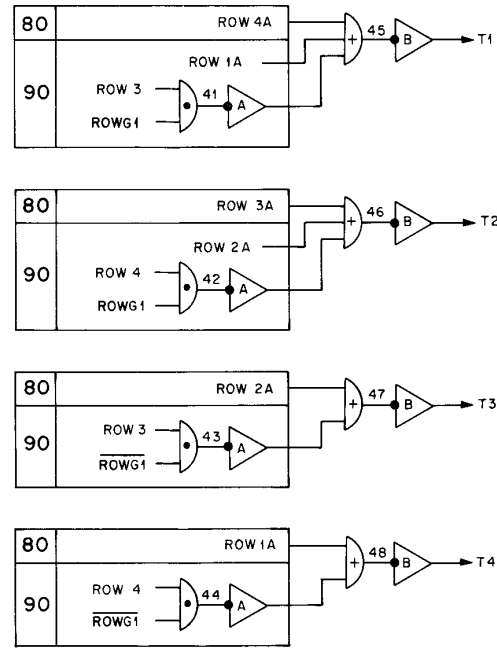 80 ROW 4A 45 B T1
ROW 1A +
90 ROW 3 41 A
ROWG1 •
80 ROW 3A 46 B T2
ROW 2A +
90 ROW 4 42 A
ROWG1 •
80 ROW 2A 47 B T3
+
90 ROW 3 43 A
R̅O̅W̅G̅1̅ •
80 ROW 1A 48 B T4
+
90 ROW 4 44 A
R̅O̅W̅G̅1̅ •